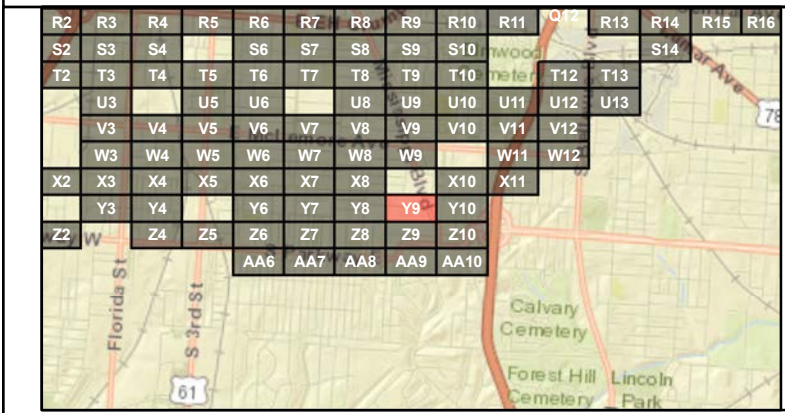 Q12
R2 R3 R4 R5 R6 R7 R8 R9 R10 R11 R13 R14 R15 R16
S2 S3 S4 S6 S7 S8 S9 S10 S14
Cemetery
Lamar Ave
T2 T3 T4 T5 T6 T7 T8 T9 T10 T12 T13
U3 U5 U6 U8 U9 U10 U11 U12 U13
78
V3 V4 V5 V6 V7 V8 V9 V10 V11 V12
E McLemore Ave
W3 W4 W5 W6 W7 W8 W9 W11 W12
X2 X3 X4 X5 X6 X7 X8 X10 X11
Y3 Y4 Y6 Y7 Y8 Y9 Y10
Z2 W Z4 Z5 Z6 Z7 Z8 Z9 Z10
AA6 AA7 AA8 AA9 AA10
Florida St
S 3rd St
Calvary
Cemetery
Forest Hill
Cemetery
Lincoln
Park
61